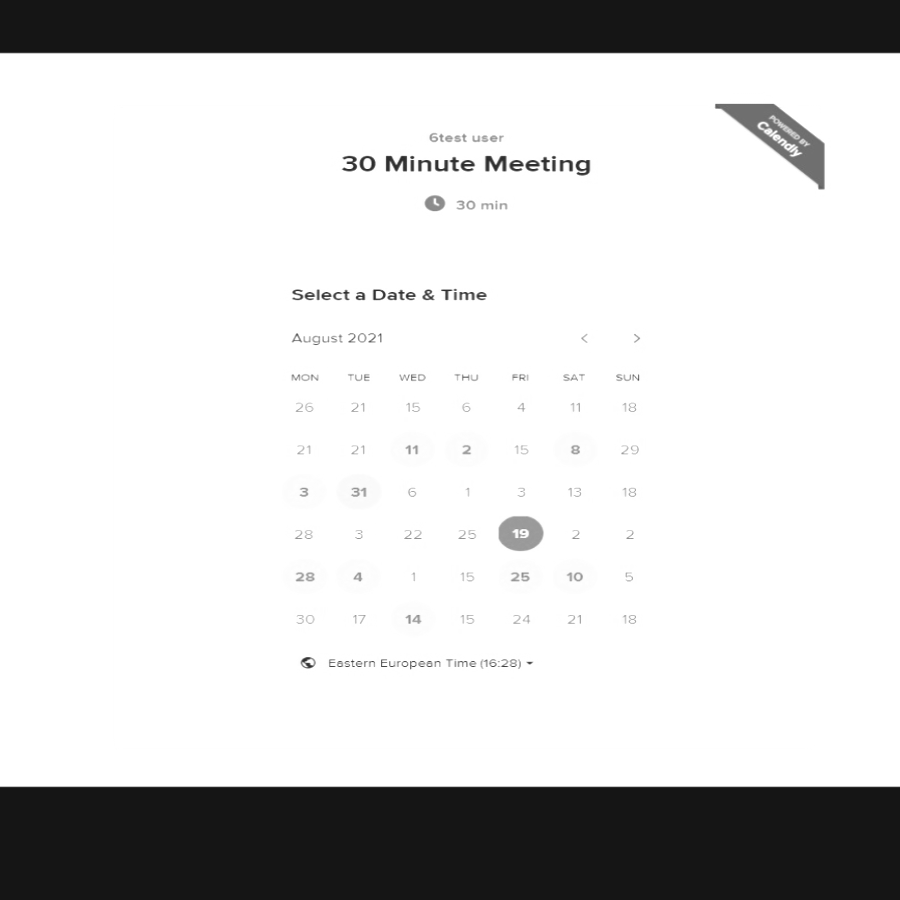 POWERED BY
Calendly
6test user
30 Minute Meeting
30 min
Select a Date & Time
August 2021 < >
MON TUE WED THU FRI SAT SUN
26 21 15 6 4 11 18
21 21 11 2 15 8 29
3 31 6 1 3 13 18
28 3 22 25 19 2 2
28 4 1 15 25 10 5
30 17 14 15 24 21 18
Eastern European Time (16:28)